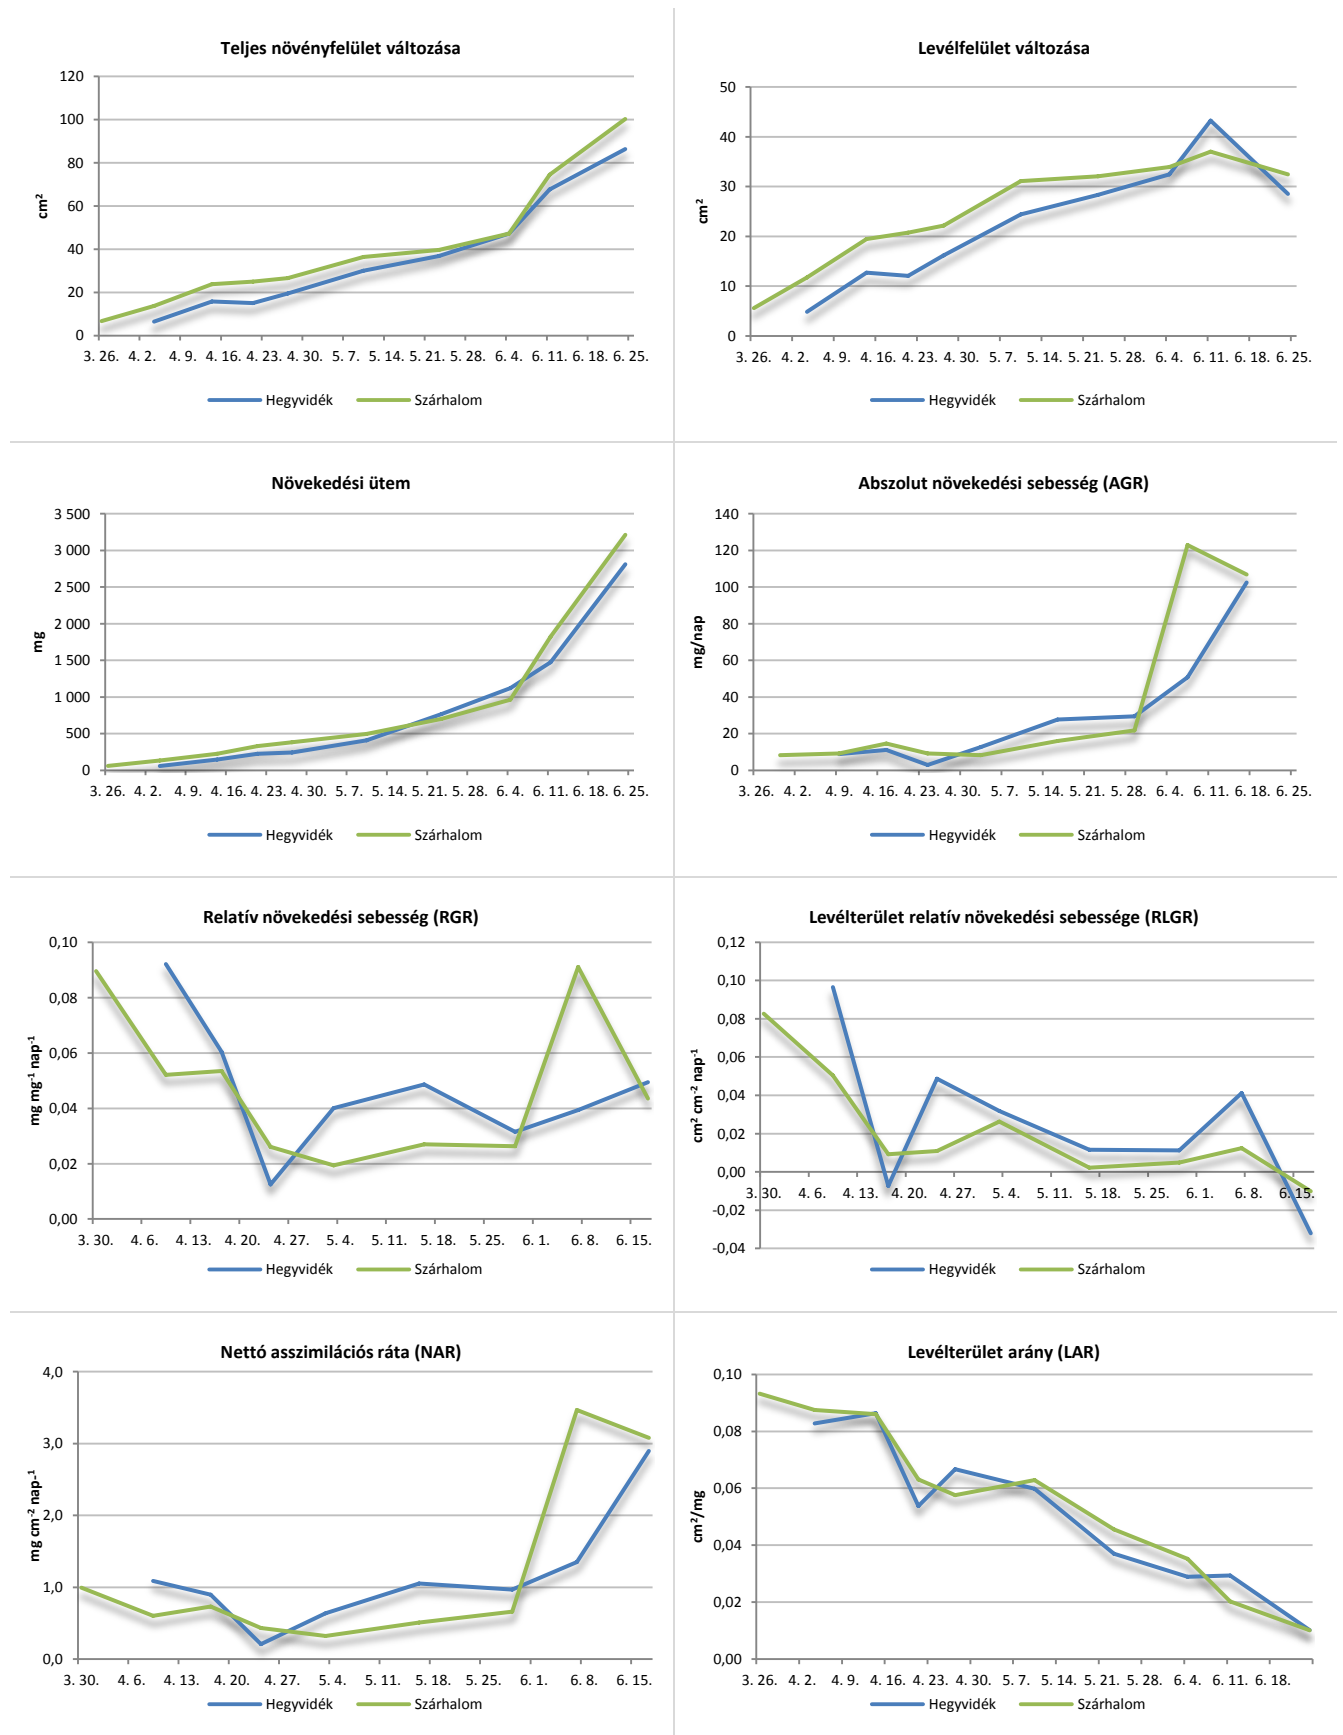 Teljes növényfelület változása
cm²
120
100
80
60
40
20
0
3. 26. 4. 2. 4. 9. 4. 16. 4. 23. 4. 30. 5. 7. 5. 14. 5. 21. 5. 28. 6. 4. 6. 11. 6. 18. 6. 25.
Hegyvidék Szárhalom
Levélfelület változása
cm²
50
40
30
20
10
0
3. 26. 4. 2. 4. 9. 4. 16. 4. 23. 4. 30. 5. 7. 5. 14. 5. 21. 5. 28. 6. 4. 6. 11. 6. 18. 6. 25.
Hegyvidék Szárhalom
Növekedési ütem
mg
3 500
3 000
2 500
2 000
1 500
1 000
500
0
3. 26. 4. 2. 4. 9. 4. 16. 4. 23. 4. 30. 5. 7. 5. 14. 5. 21. 5. 28. 6. 4. 6. 11. 6. 18. 6. 25.
Hegyvidék Szárhalom
Abszolut növekedési sebesség (AGR)
mg/nap
140
120
100
80
60
40
20
0
3. 26. 4. 2. 4. 9. 4. 16. 4. 23. 4. 30. 5. 7. 5. 14. 5. 21. 5. 28. 6. 4. 6. 11. 6. 18. 6. 25.
Hegyvidék Szárhalom
Relatív növekedési sebesség (RGR)
mg mg⁻¹ nap⁻¹
0,10
0,08
0,06
0,04
0,02
0,00
3. 30. 4. 6. 4. 13. 4. 20. 4. 27. 5. 4. 5. 11. 5. 18. 5. 25. 6. 1. 6. 8. 6. 15.
Hegyvidék Szárhalom
Levélterület relatív növekedési sebessége (RLGR)
cm² cm⁻² nap⁻¹
0,12
0,10
0,08
0,06
0,04
0,02
0,00
-0,02
-0,04
3. 30. 4. 6. 4. 13. 4. 20. 4. 27. 5. 4. 5. 11. 5. 18. 5. 25. 6. 1. 6. 8. 6. 15.
Hegyvidék Szárhalom
Nettó asszimilációs ráta (NAR)
mg cm⁻² nap-¹
4,0
3,0
2,0
1,0
0,0
3. 30. 4. 6. 4. 13. 4. 20. 4. 27. 5. 4. 5. 11. 5. 18. 5. 25. 6. 1. 6. 8. 6. 15.
Hegyvidék Szárhalom
Levélterület arány (LAR)
cm²/mg
0,10
0,08
0,06
0,04
0,02
0,00
3. 26. 4. 2. 4. 9. 4. 16. 4. 23. 4. 30. 5. 7. 5. 14. 5. 21. 5. 28. 6. 4. 6. 11. 6. 18.
Hegyvidék Szárhalom